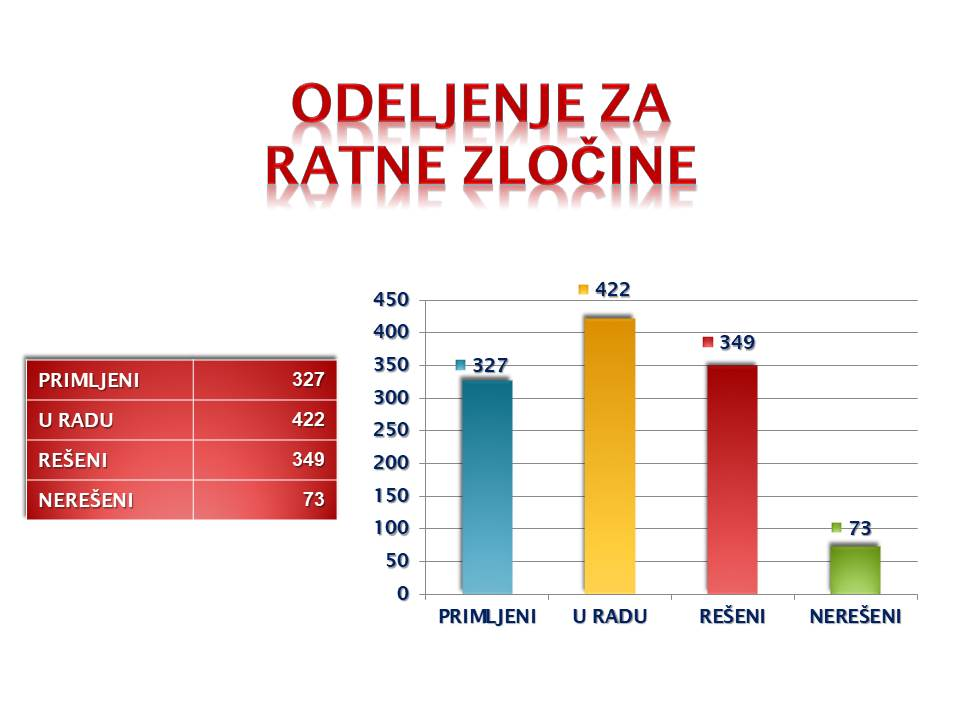 ODELJENJE ZA
RATNE ZLOČINE
PRIMLJENI 327
U RADU 422
REŠENI 349
NEREŠENI 73
450
400
350
300
250
200
150
100
50
0
327
422
349
73
PRIMLJENI U RADU REŠENI NEREŠENI